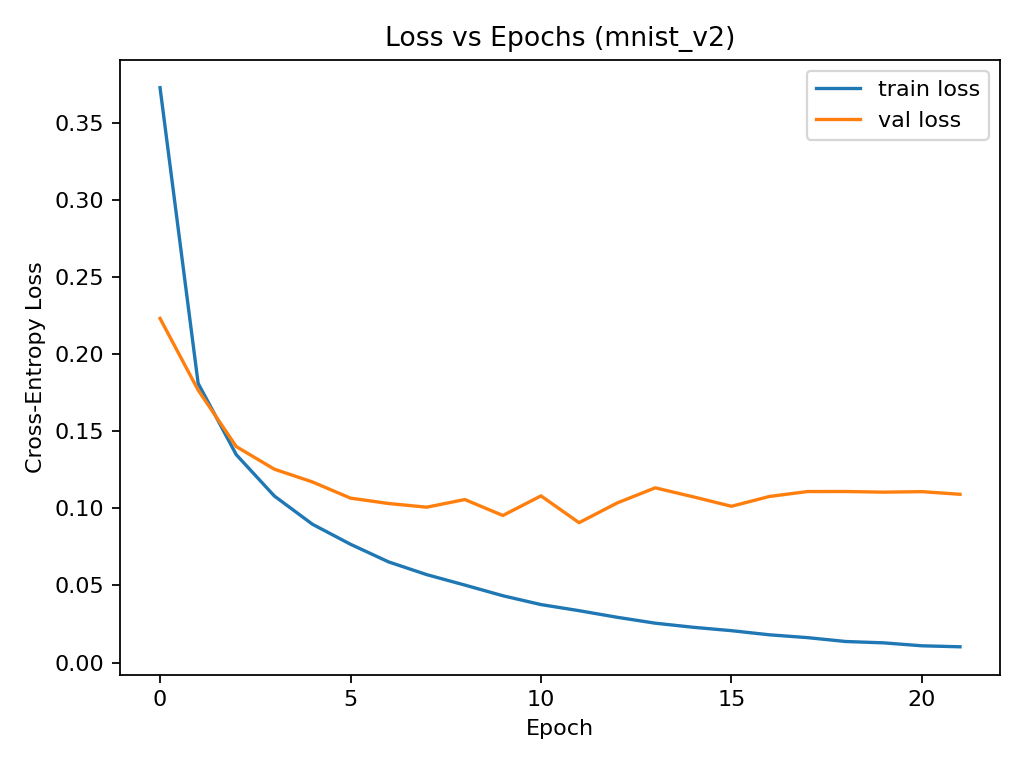 Loss vs Epochs (mnist_v2)
train loss
val loss
Cross-Entropy Loss
0.35
0.30
0.25
0.20
0.15
0.10
0.05
0.00
0 5 10 15 20
Epoch